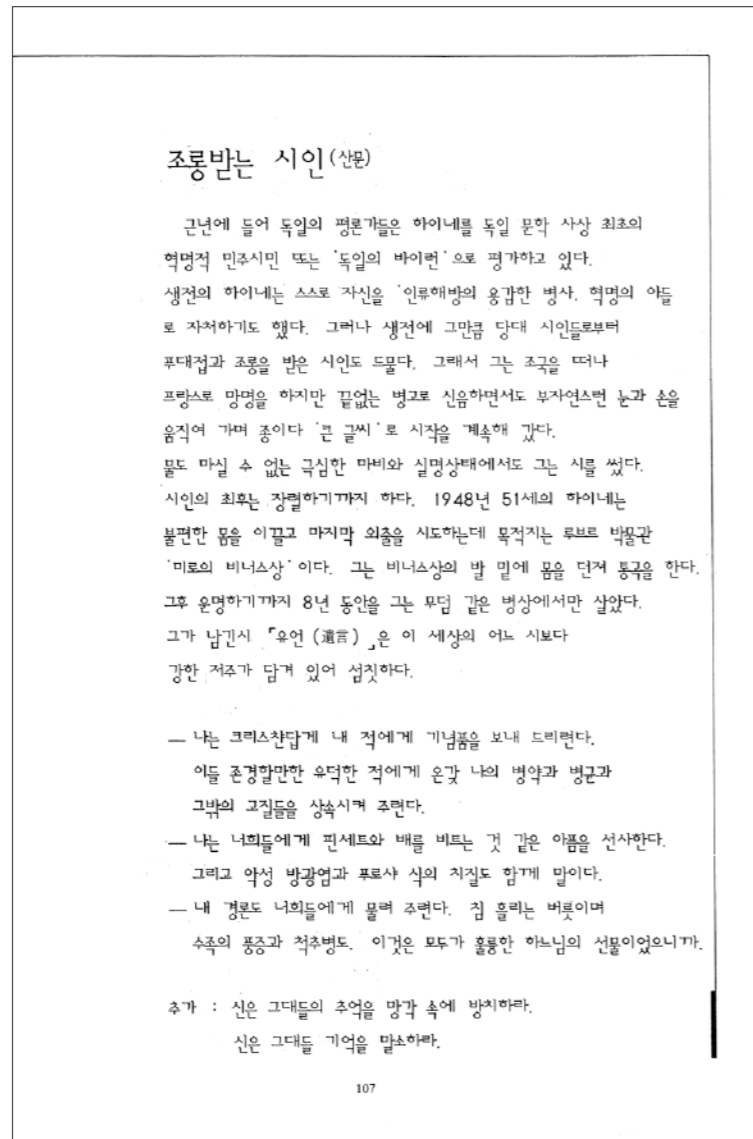 조롱받는 시인 (산문)
근년에 들어 독일의 평론가들은 하이네를 독일 문학 사상 최초의
혁명적 민주시민 또는 '독일의 바이런'으로 평가하고 있다.
생전의 하이네는 스스로 자신을 '인류해방의 용감한 병사. 혁명의 아들
로 자처하기도 했다. 그러나 생전에 그만큼 당대 시인들로부터
푸대접과 조롱을 받은 시인도 드물다. 그래서 그는 조국을 떠나
프랑스로 망명을 하지만 끝없는 병고로 신음하면서도 부자연스런 눈과 손을
움직여 가며 종이다 '큰 글씨'로 시작을 계속해 갔다.
물도 마실 수 없는 극심한 마비와 실명상태에서도 그는 시를 썼다.
시인의 최후는 장렬하기까지 하다. 1948년 51세의 하이네는
불편한 몸을 이끌고 마지막 외출을 시도하는데 목적지는 루브르 박물관
'미로의 비너스상'이다. 그는 비너스상의 발 밑에 몸을 던져 통곡을 한다.
그후 운명하기까지 8년 동안을 그는 무덤 같은 병상에서만 살았다.
그가 남긴시 「유언 (遺言)」은 이 세상의 어느 시보다
강한 저주가 담겨 있어 섬칫하다.
— 나는 크리스챤답게 내 적에게 기념품을 보내 드리련다.
이들 존경할만한 유덕한 적에게 온갖 나의 병약과 병균과
그밖의 고질들을 상속시켜 주련다.
— 나는 너희들에게 핀세트와 배를 비트는 것 같은 아픔을 선사한다.
그리고 악성 방광염과 푸로샤 식의 치질도 함께 말이다.
— 내 경론도 너희들에게 물려 주련다. 침 흘리는 버릇이며
수족의 풍증과 척추병도. 이것은 모두가 훌륭한 하느님의 선물이었으니까.
추가 : 신은 그대들의 추억을 망각 속에 방치하라.
신은 그대들 기억을 말소하라.
107